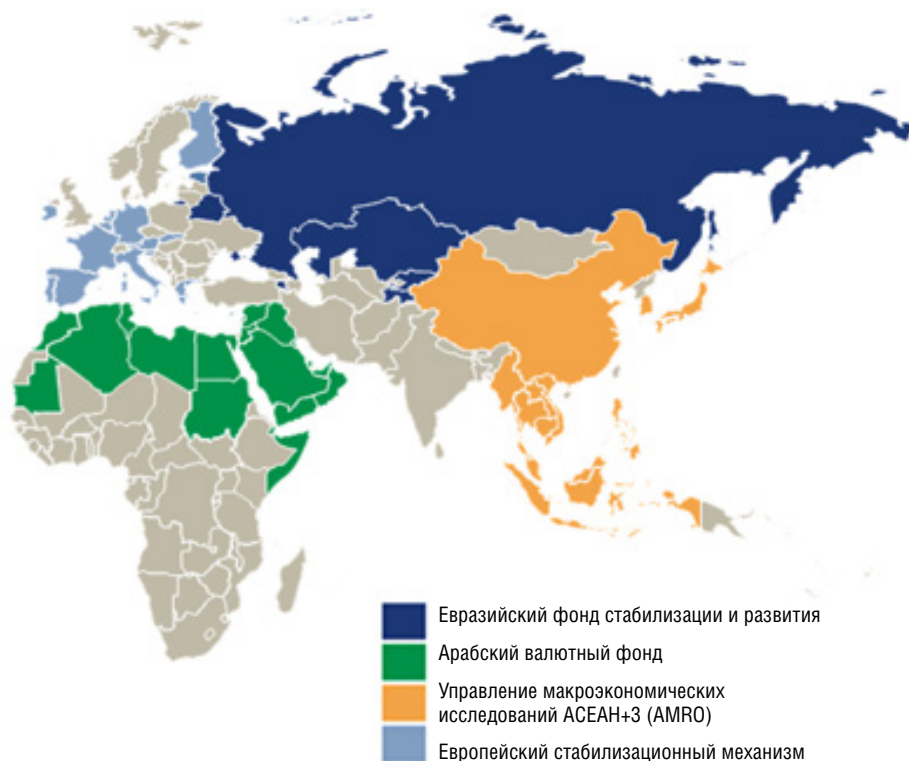 Евразийский фонд стабилизации и развития
Арабский валютный фонд
Управление макроэкономических
исследований АСЕАН+3 (AMRO)
Европейский стабилизационный механизм